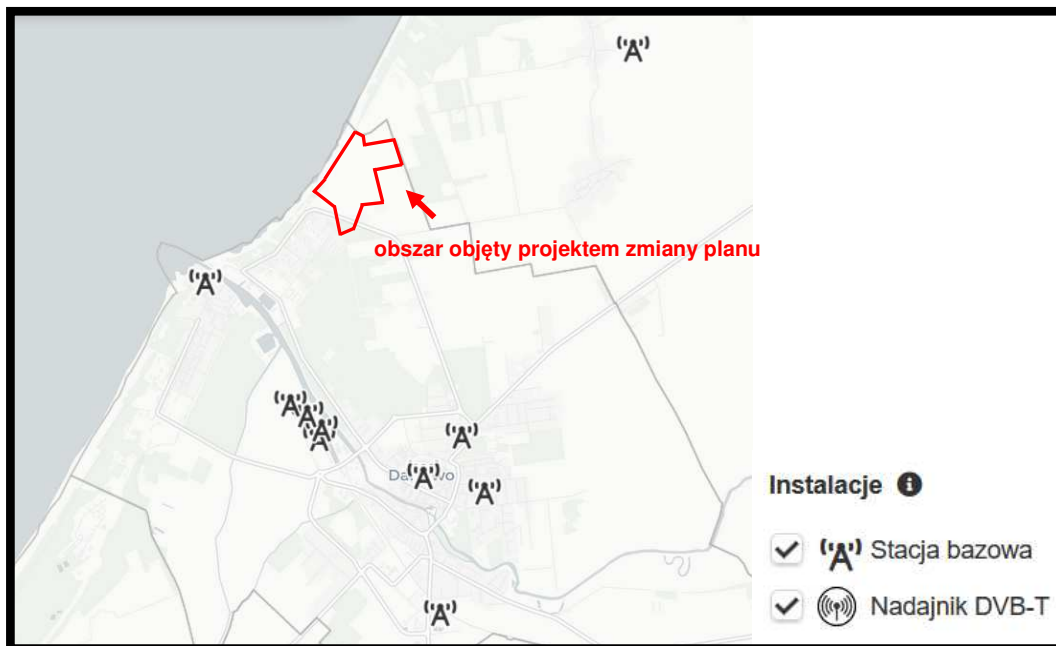 obszar objęty projektem zmiany planu
Instalacje
Stacja bazowa
Nadajnik DVB-T